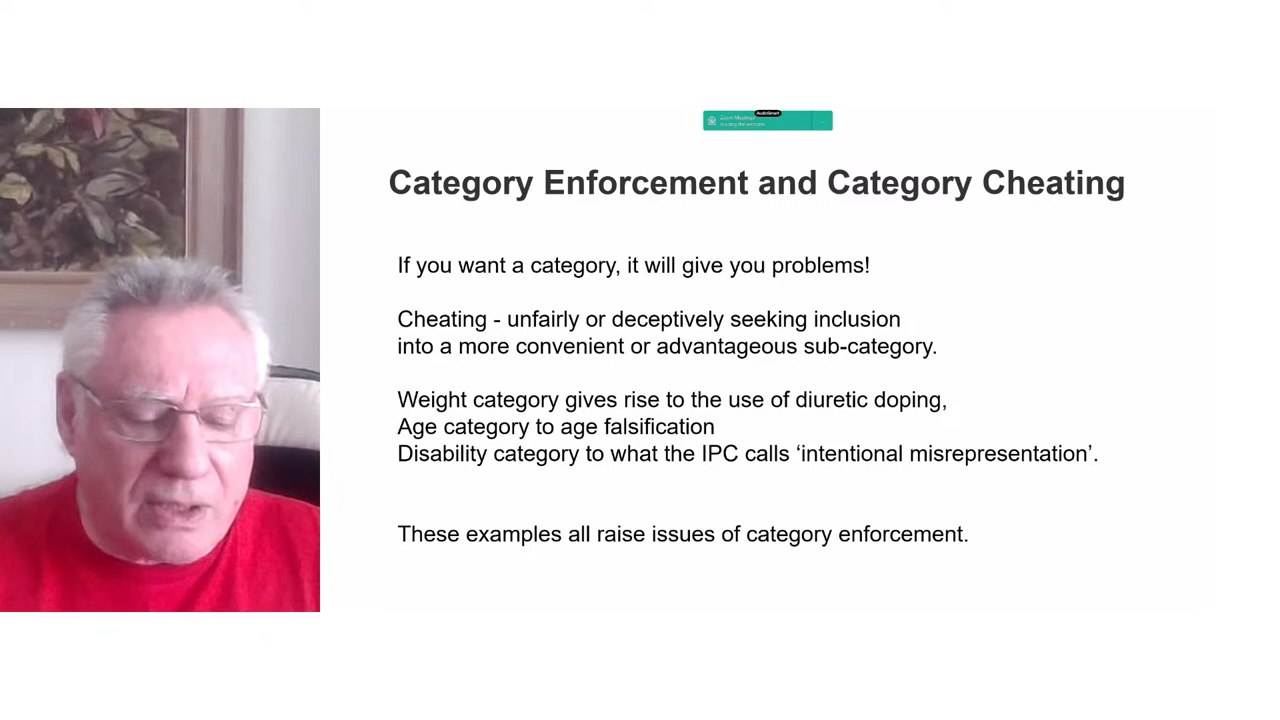 AudioSmart
Zoom Meetings
Category Enforcement and Category Cheating
If you want a category, it will give you problems!
Cheating - unfairly or deceptively seeking inclusion
into a more convenient or advantageous sub-category.
Weight category gives rise to the use of diuretic doping,
Age category to age falsification
Disability category to what the IPC calls ‘intentional misrepresentation’.
These examples all raise issues of category enforcement.